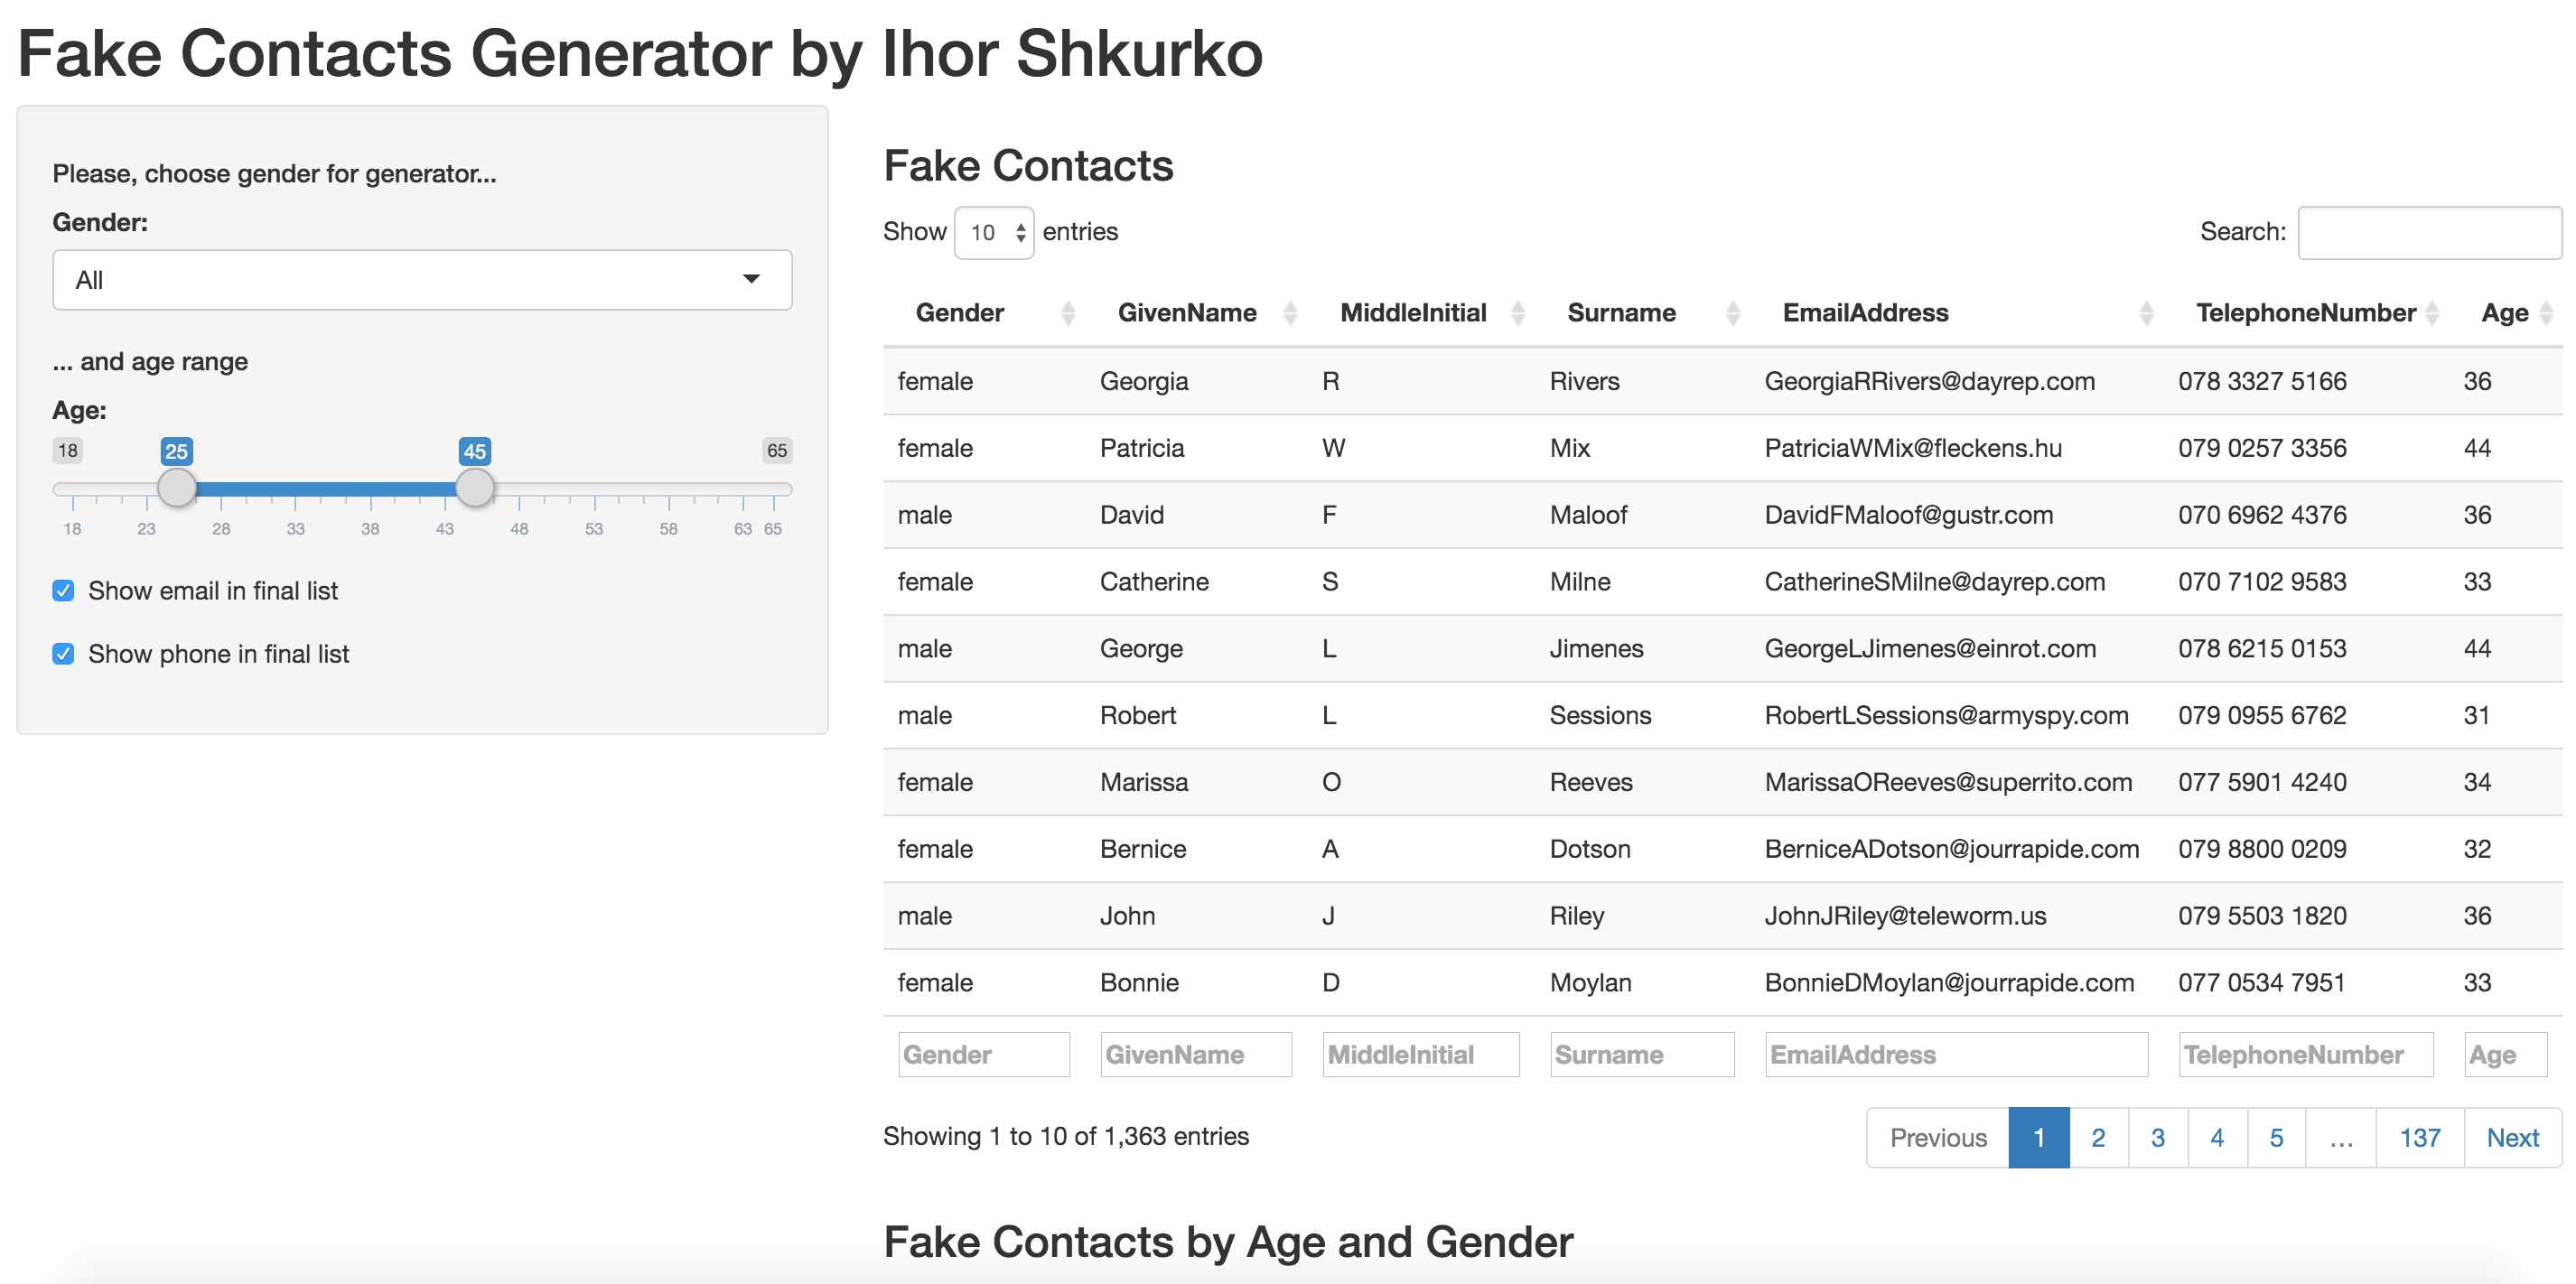 Fake Contacts Generator by Ihor Shkurko
Please, choose gender for generator...
Gender:
All
... and age range
Age:
18 25 45 65
18 23 28 33 38 43 48 53 58 63 65
Show email in final list
Show phone in final list
Fake Contacts
Show 10 entries Search:
Gender GivenName MiddleInitial Surname EmailAddress TelephoneNumber Age
female Georgia R Rivers GeorgiaRRivers@dayrep.com 078 3327 5166 36
female Patricia W Mix PatriciaWMix@fleckens.hu 079 0257 3356 44
male David F Maloof DavidFMaloof@gustr.com 070 6962 4376 36
female Catherine S Milne CatherineSMilne@dayrep.com 070 7102 9583 33
male George L Jimenes GeorgeLJimenes@einrot.com 078 6215 0153 44
male Robert L Sessions RobertLSessions@armyspy.com 079 0955 6762 31
female Marissa O Reeves MarissaOReeves@superrito.com 077 5901 4240 34
female Bernice A Dotson BerniceADotson@jourrapide.com 079 8800 0209 32
male John J Riley JohnJRiley@teleworm.us 079 5503 1820 36
female Bonnie D Moylan BonnieDMoylan@jourrapide.com 077 0534 7951 33
Gender GivenName MiddleInitial Surname EmailAddress TelephoneNumber Age
Showing 1 to 10 of 1,363 entries Previous 1 2 3 4 5 ... 137 Next
Fake Contacts by Age and Gender